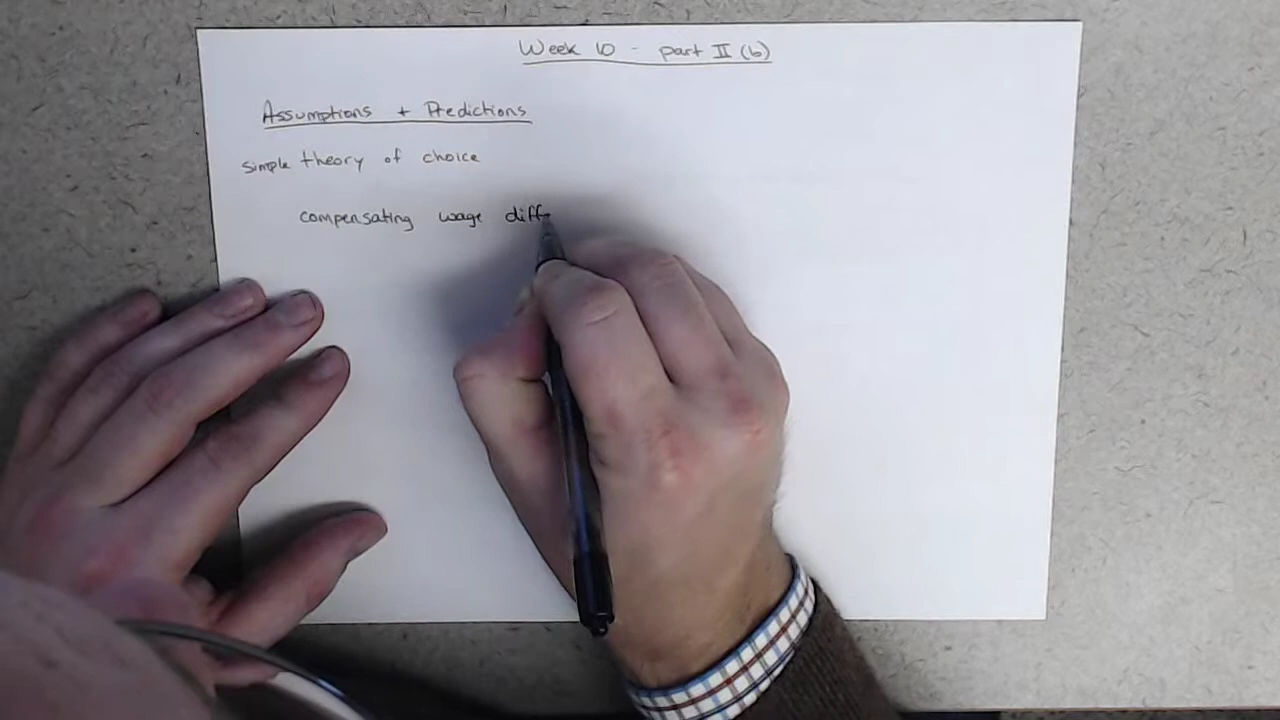 Week 10 - part II (b)
Assumptions + Predictions
simple theory of choice
compensating wage diff